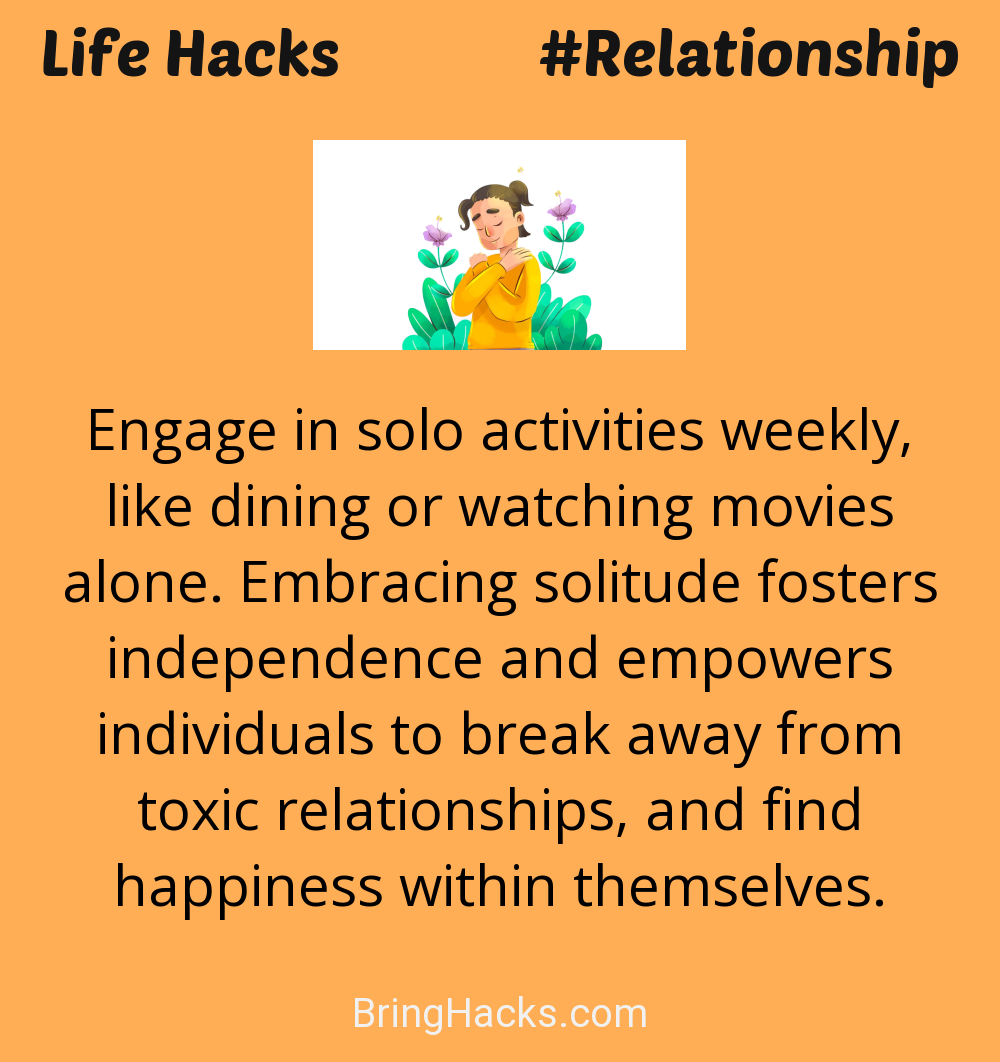 Life Hacks #Relationship
Engage in solo activities weekly,
like dining or watching movies
alone. Embracing solitude fosters
independence and empowers
individuals to break away from
toxic relationships, and find
happiness within themselves.
BringHacks.com